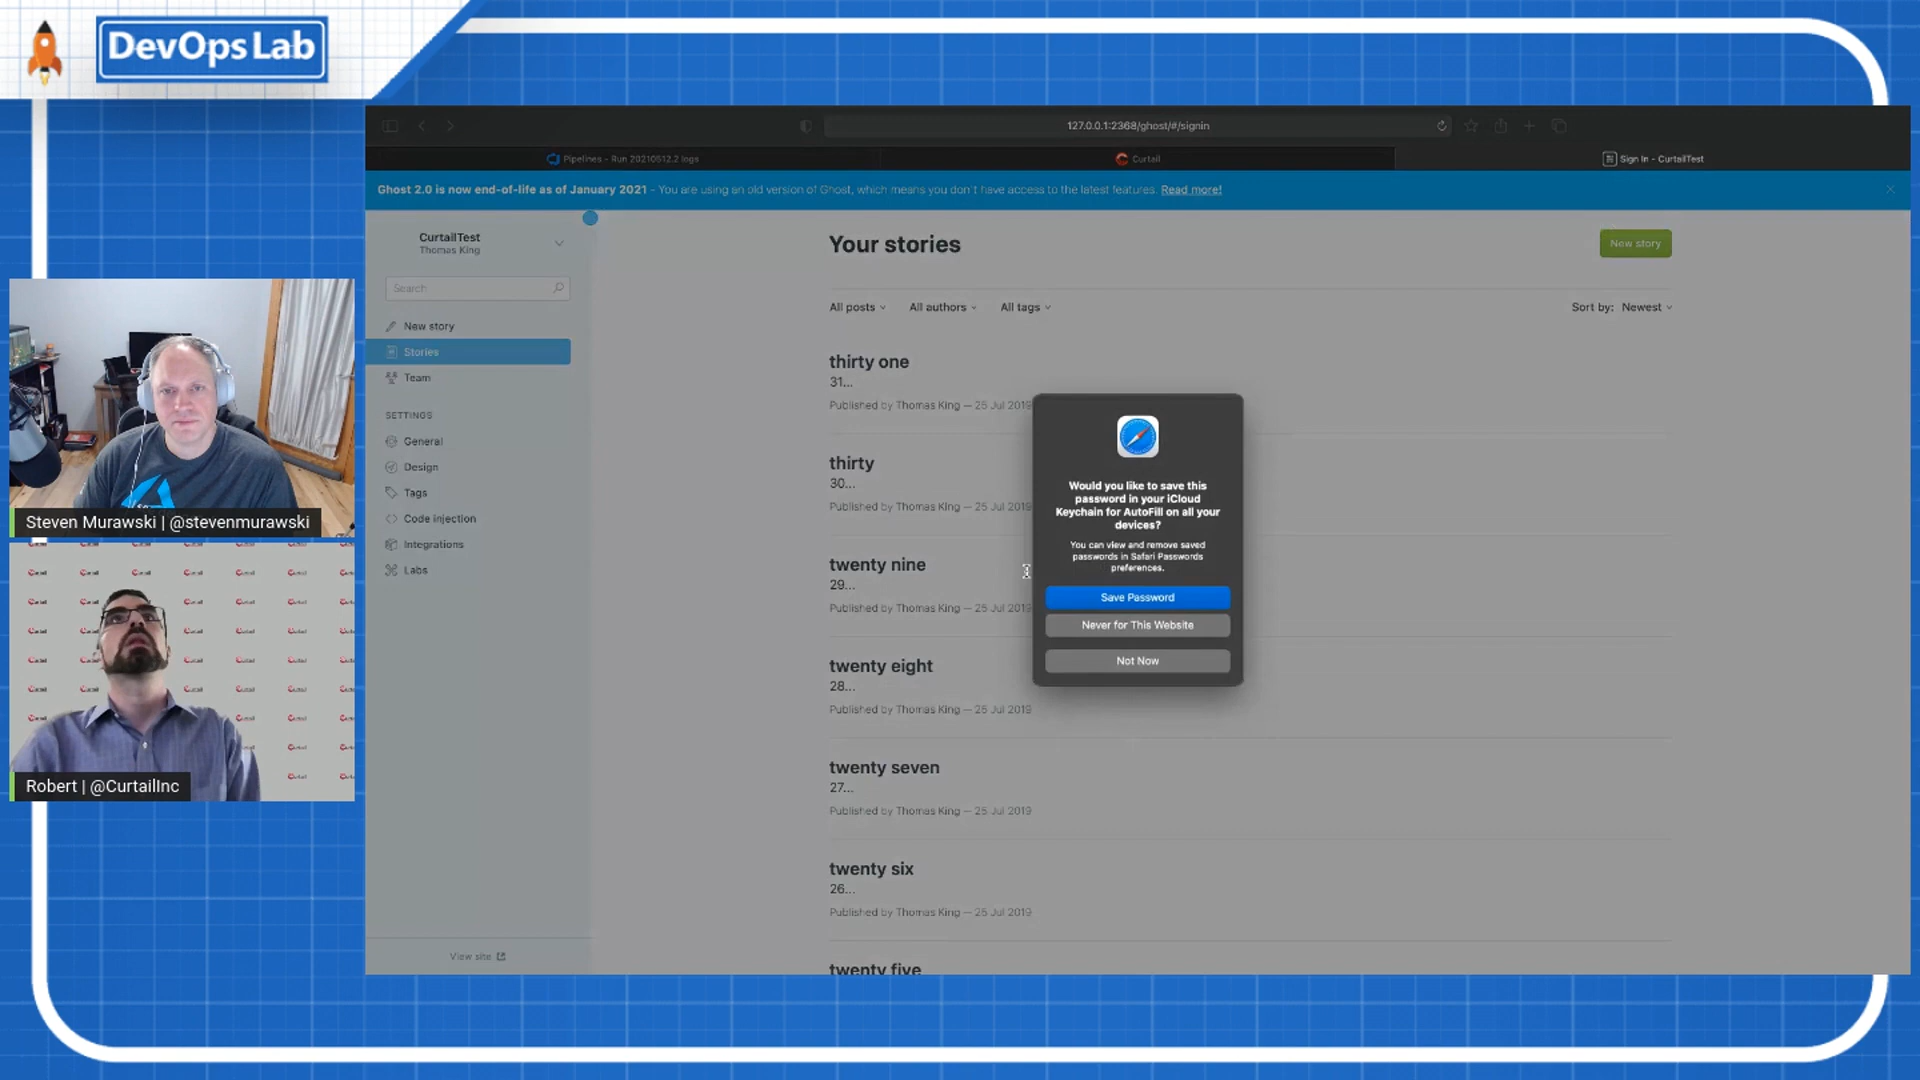 DevOps Lab
127.0.0.1:2368/ghost/#/signin
Pipelines - Run 20210512.2 logs
Curtail
Sign In - CurtailTest
Ghost 2.0 is now end-of-life as of January 2021 - You are using an old version of Ghost, which means you don't have access to the latest features. Read more!
CurtailTest
Thomas King
Search
New story
Stories
Team
SETTINGS
General
Design
Tags
Code injection
Integrations
Labs
View site
Your stories
New story
All posts
All authors
All tags
Sort by: Newest
thirty one
31...
Published by Thomas King — 25 Jul 2019
thirty
30...
Published by Thomas King — 25 Jul 2019
twenty nine
29...
Published by Thomas King — 25 Jul 2019
twenty eight
28...
Published by Thomas King — 25 Jul 2019
twenty seven
27...
Published by Thomas King — 25 Jul 2019
twenty six
26...
Published by Thomas King — 25 Jul 2019
twenty five
Would you like to save this
password in your iCloud
Keychain for AutoFill on all your
devices?
You can view and remove saved
passwords in Safari Passwords
preferences.
Save Password
Never for This Website
Not Now
Steven Murawski | @stevenmurawski
Robert | @CurtailInc